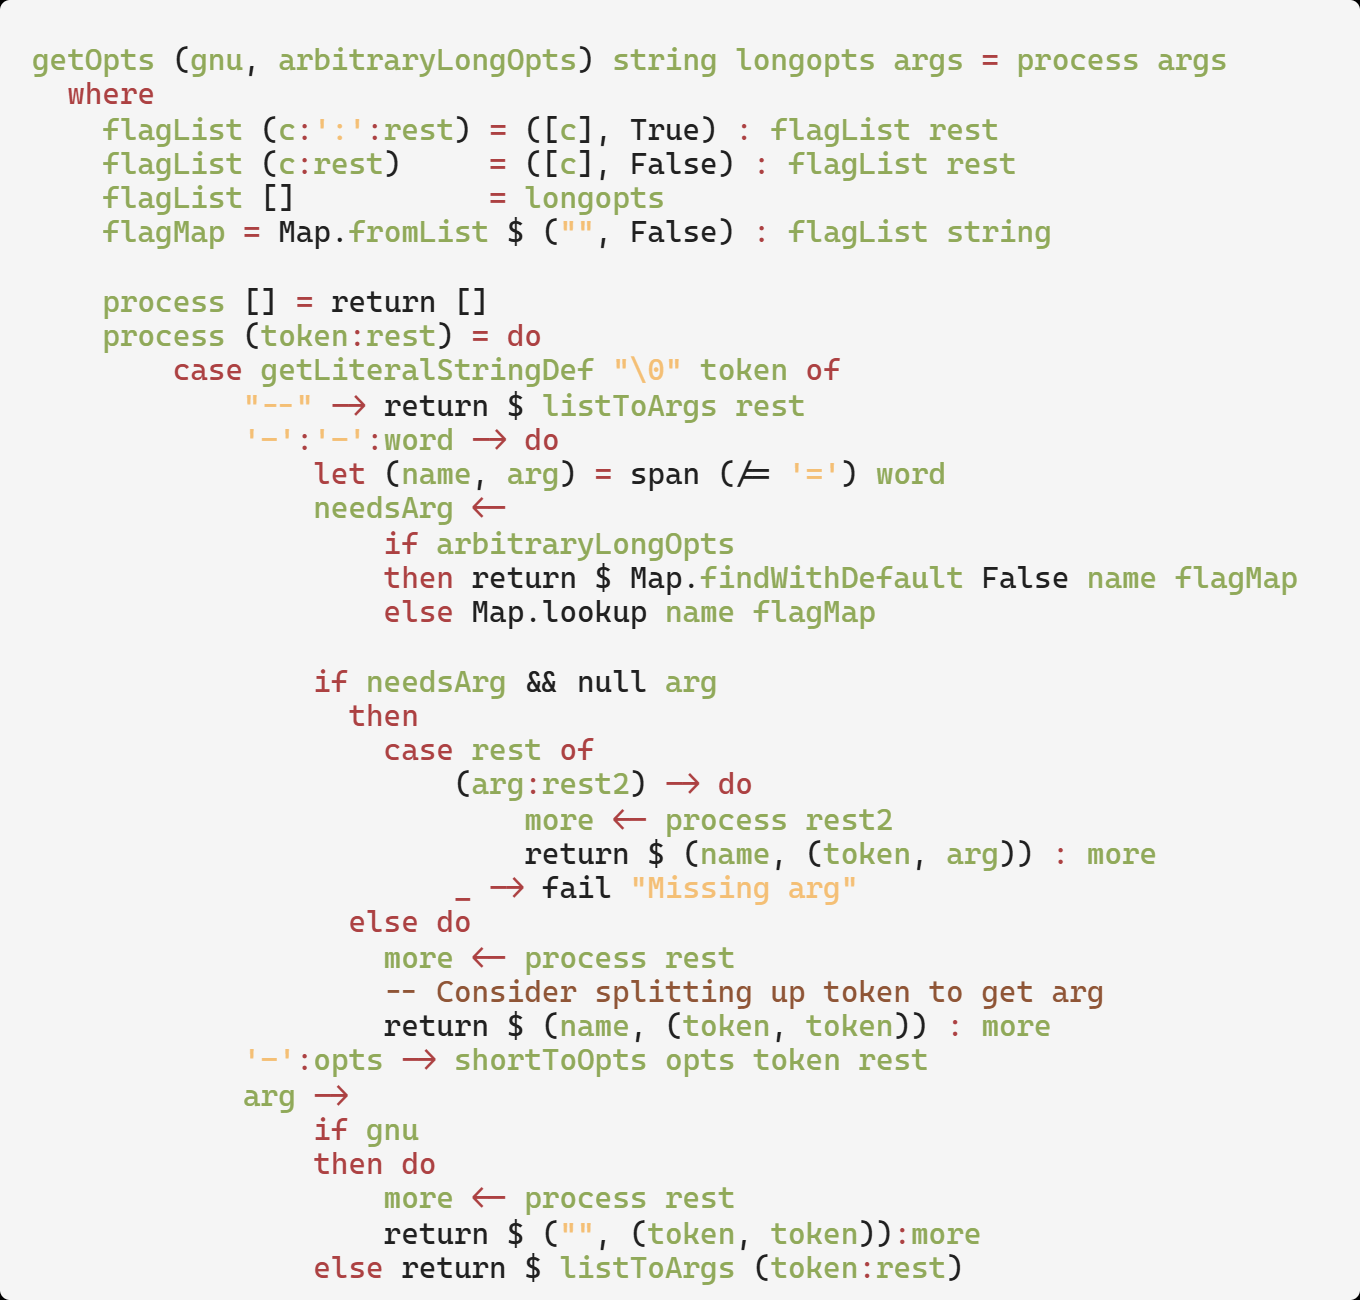 getOpts (gnu, arbitraryLongOpts) string longopts args = process args
  where
    flagList (c:':':rest) = ([c], True) : flagList rest
    flagList (c:rest)     = ([c], False) : flagList rest
    flagList []           = longopts
    flagMap = Map.fromList $ ("", False) : flagList string

    process [] = return []
    process (token:rest) = do
        case getLiteralStringDef "\0" token of
            "--" -> return $ listToArgs rest
            '-':'-':word -> do
                let (name, arg) = span (/= '=') word
                needsArg <-
                    if arbitraryLongOpts
                    then return $ Map.findWithDefault False name flagMap
                    else Map.lookup name flagMap

                if needsArg && null arg
                  then
                    case rest of
                        (arg:rest2) -> do
                            more <- process rest2
                            return $ (name, (token, arg)) : more
                        _ -> fail "Missing arg"
                  else do
                    more <- process rest
                    -- Consider splitting up token to get arg
                    return $ (name, (token, token)) : more
            '-':opts -> shortToOpts opts token rest
            arg ->
                if gnu
                then do
                    more <- process rest
                    return $ ("", (token, token)):more
                else return $ listToArgs (token:rest)